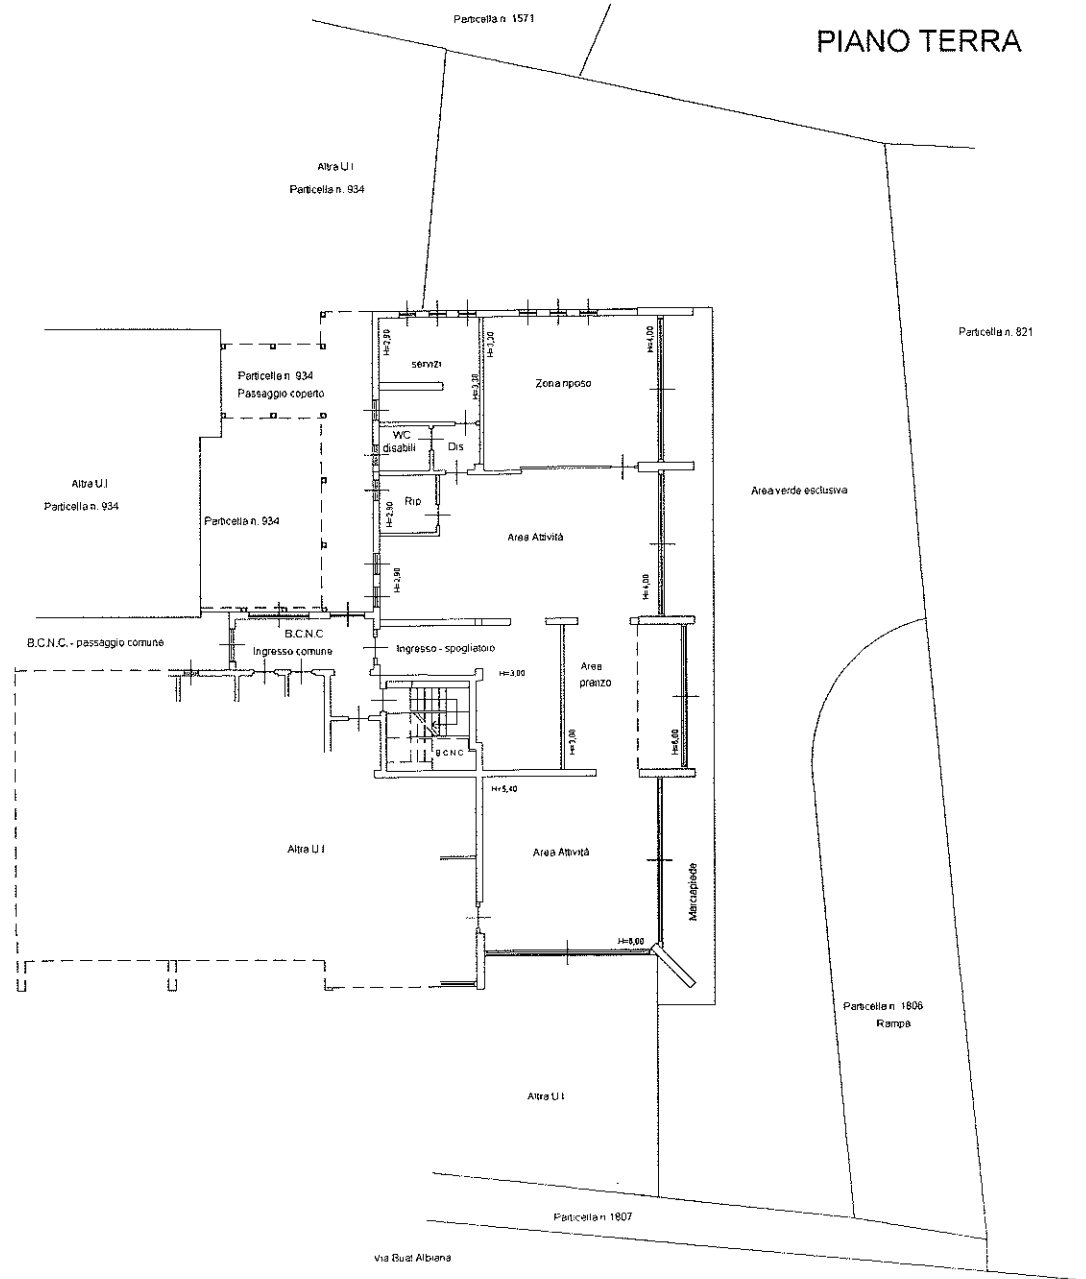 Particella n. 1571
PIANO TERRA
Altra U.I
Particella n. 934
Particella n. 821
H=2,90
servizi
H=3,30
H=3,30
Zona riposo
H=4,00
Particella n. 934
Passaggio coperto
WC
disabili
Dis
Altra U.I
Particella n. 934
Particella n. 934
Rip
H=2,90
Area verde esclusiva
Area Attività
H=2,90
H=4,00
B.C.N.C. - passaggio comune
B.C.N.C
Ingresso comune
Ingresso - spogliatoio
H=3,00
Area
pranzo
H=3,00
H=6,00
B.C.N.C
H=5,40
Altra U.I
Area Attività
Marciapiede
H=6,00
Particella n. 1806
Rampa
Altra U.I
Particella n. 1807
Via Buat Albiana